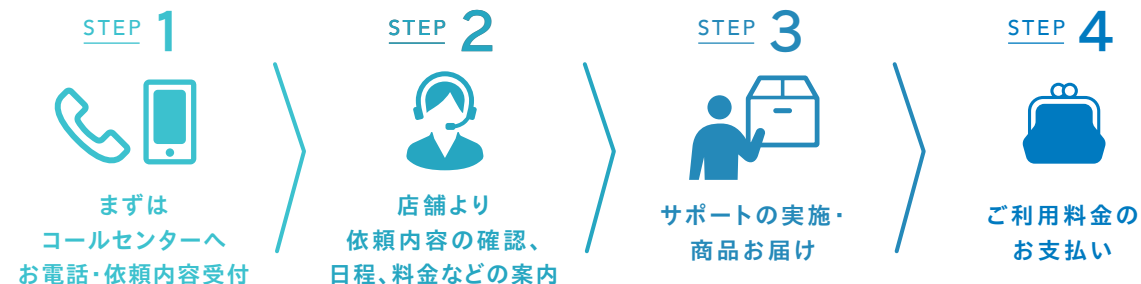 STEP 1
まずは
コールセンターへ
お電話・依頼内容受付
STEP 2
店舗より
依頼内容の確認、
日程、料金などの案内
STEP 3
サポートの実施・
商品お届け
STEP 4
ご利用料金の
お支払い